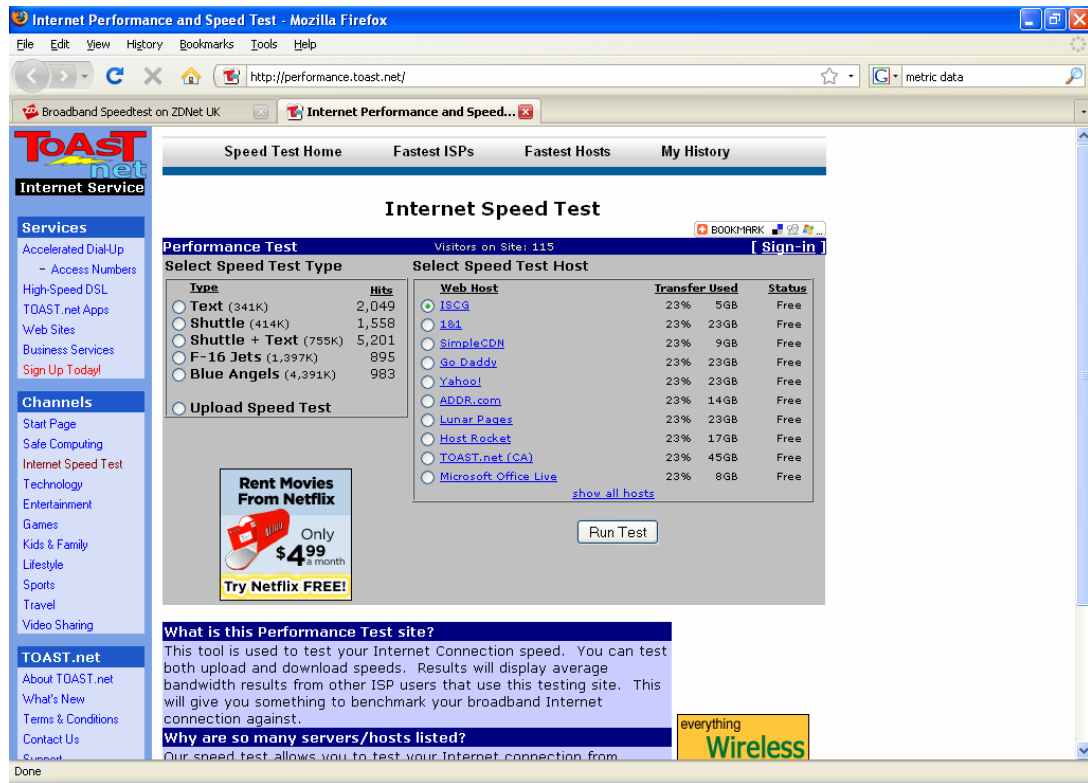 Internet Performance and Speed Test - Mozilla Firefox
File Edit View History Bookmarks Tools Help
http://performance.toast.net/
G metric data
Broadband Speedtest on ZDNet UK
Internet Performance and Speed...
TOAST
net
Internet Service
Services
Accelerated Dial-Up
- Access Numbers
High-Speed DSL
TOAST.net Apps
Web Sites
Business Services
Sign Up Today!
Channels
Start Page
Safe Computing
Internet Speed Test
Technology
Entertainment
Games
Kids & Family
Lifestyle
Sports
Travel
Video Sharing
TOAST.net
About TOAST.net
What's New
Terms & Conditions
Contact Us
Support
Speed Test Home Fastest ISPs Fastest Hosts My History
Internet Speed Test
BOOKMARK
Performance Test Visitors on Site: 115 [ Sign-in ]
Select Speed Test Type
Type Hits
Text (341K) 2,049
Shuttle (414K) 1,558
Shuttle + Text (755K) 5,201
F-16 Jets (1,397K) 895
Blue Angels (4,391K) 983
Upload Speed Test
Select Speed Test Host
Web Host Transfer Used Status
ISCG 23% 5GB Free
1&1 23% 23GB Free
SimpleCDN 23% 9GB Free
Go Daddy 23% 23GB Free
Yahoo! 23% 23GB Free
ADDR.com 23% 14GB Free
Lunar Pages 23% 23GB Free
Host Rocket 23% 17GB Free
TOAST.net (CA) 23% 45GB Free
Microsoft Office Live 23% 8GB Free
show all hosts
Run Test
Rent Movies
From Netflix
Only
$4.99
a month
Try Netflix FREE!
What is this Performance Test site?
This tool is used to test your Internet Connection speed. You can test
both upload and download speeds. Results will display average
bandwidth results from other ISP users that use this testing site. This
will give you something to benchmark your broadband Internet
connection against.
Why are so many servers/hosts listed?
Our speed test allows you to test your Internet connection from
everything
Wireless
Done